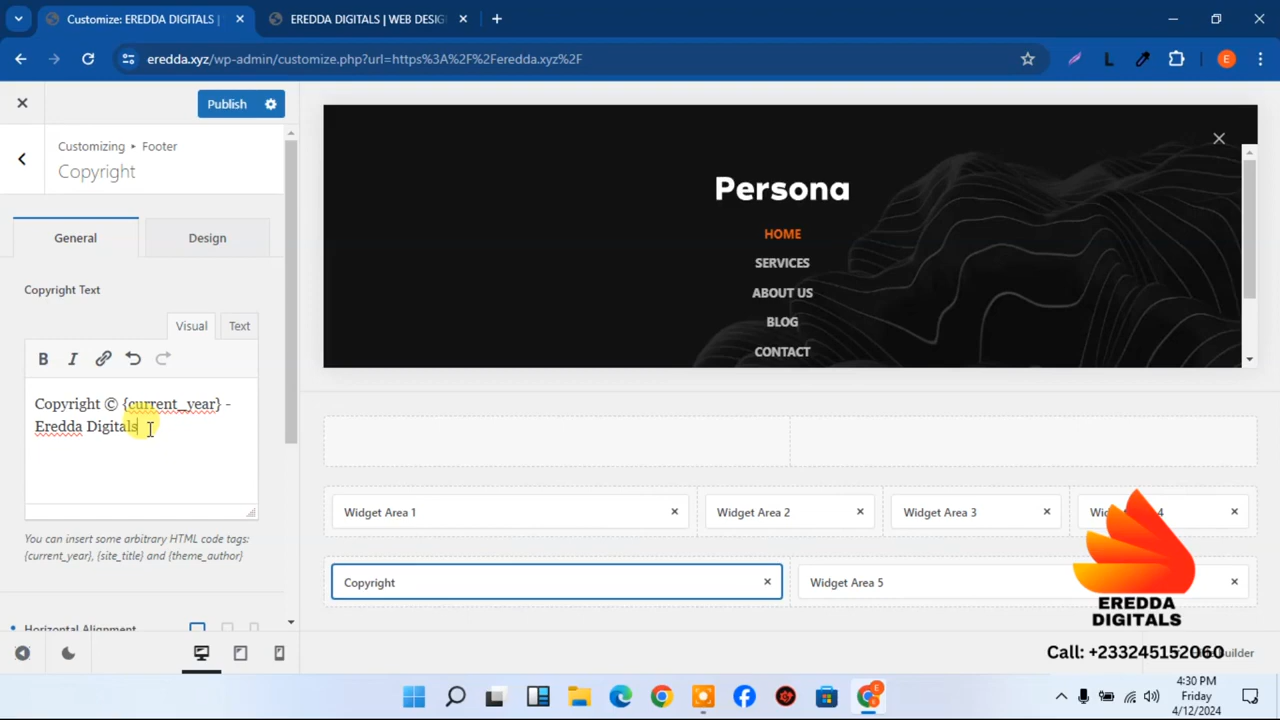 Customize: EREDDA DIGITALS |
EREDDA DIGITALS | WEB DESIG
eredda.xyz/wp-admin/customize.php?url=https%3A%2F%2Feredda.xyz%2F
L
E
Publish
Customizing ▸ Footer
Copyright
General
Design
Copyright Text
Visual
Text
B I
Copyright © {current_year} -
Eredda Digitals
You can insert some arbitrary HTML code tags:
{current_year}, {site_title} and {theme_author}
Horizontal Alignment
Persona
HOME
SERVICES
ABOUT US
BLOG
CONTACT
Widget Area 1
Widget Area 2
Widget Area 3
4
Copyright
Widget Area 5
EREDDA
DIGITALS
Call: +233245152060
Builder
E
4:30 PM
Friday
4/12/2024